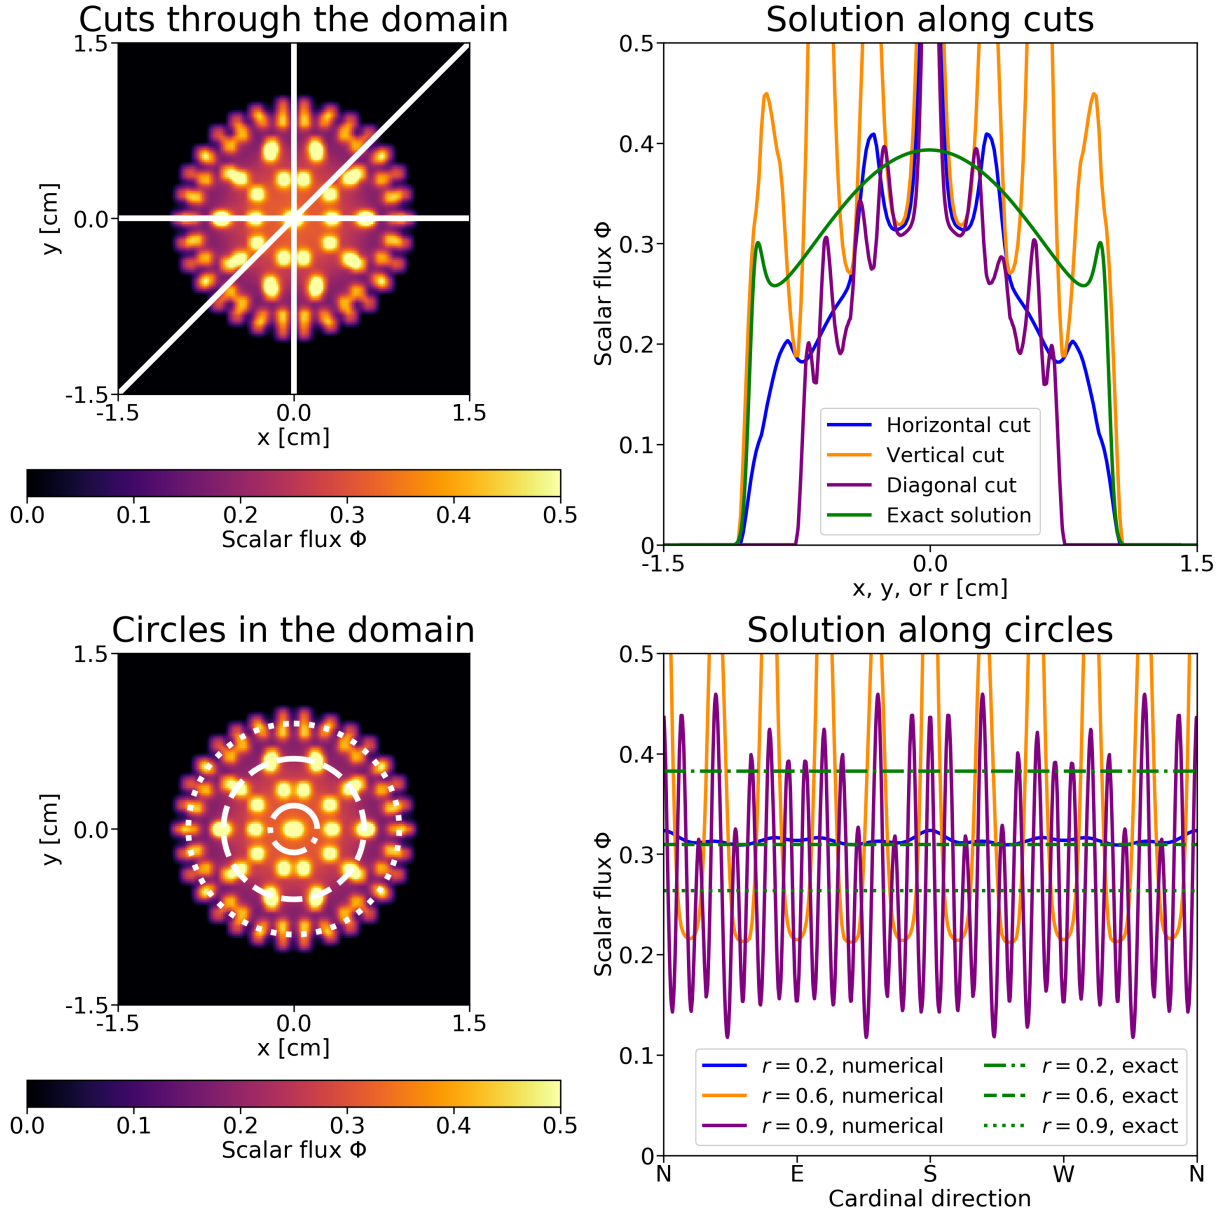 Cuts through the domain
1.5
0.0
-1.5
y [cm]
-1.5 0.0 1.5
x [cm]
0.0 0.1 0.2 0.3 0.4 0.5
Scalar flux Φ
Solution along cuts
0.5
0.4
0.3
0.2
0.1
0
Scalar flux Φ
Horizontal cut
Vertical cut
Diagonal cut
Exact solution
-1.5 0.0 1.5
x, y, or r [cm]
Circles in the domain
1.5
0.0
-1.5
y [cm]
-1.5 0.0 1.5
x [cm]
0.0 0.1 0.2 0.3 0.4 0.5
Scalar flux Φ
Solution along circles
0.5
0.4
0.3
0.2
0.1
0
Scalar flux Φ
r = 0.2, numerical r = 0.2, exact
r = 0.6, numerical r = 0.6, exact
r = 0.9, numerical r = 0.9, exact
N E S W N
Cardinal direction